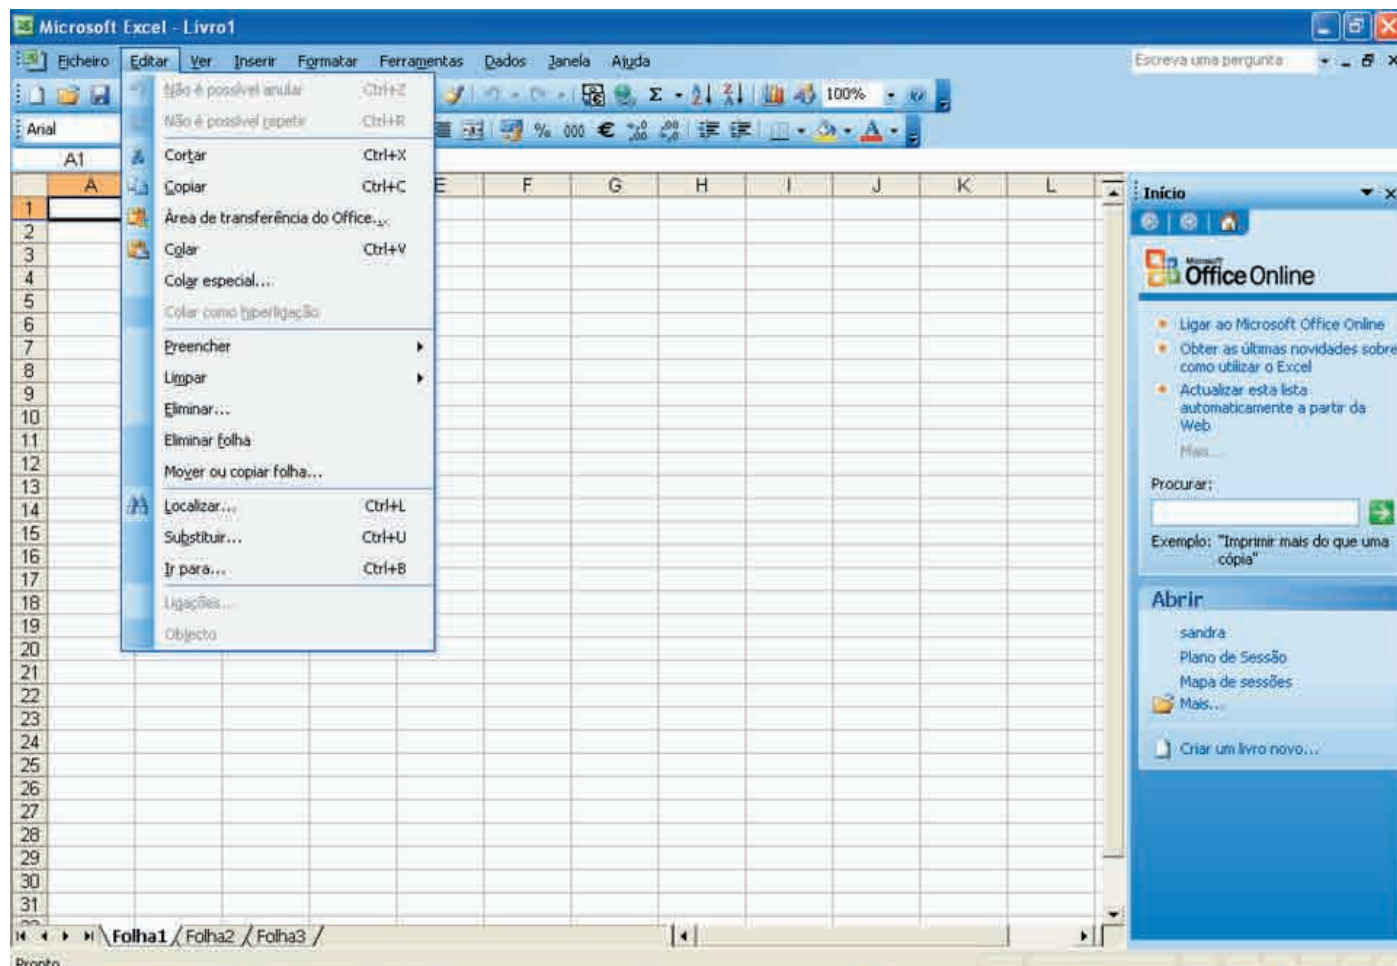 Microsoft Excel - Livro1
Ficheiro Editar Ver Inserir Formatar Ferramentas Dados Janela Ajuda
Escreva uma pergunta
Não é possível anular Ctrl+Z
Σ 100%
Não é possível repetir Ctrl+R
Arial
% 000 €
A1
Cortar Ctrl+X
Copiar Ctrl+C
A E F G H I J K L
Área de transferência do Office...
Colar Ctrl+V
Colar especial...
Colar como hiperligação
Preencher
Limpar
Eliminar...
Eliminar folha
Mover ou copiar folha...
Localizar... Ctrl+L
Substituir... Ctrl+U
Ir para... Ctrl+B
Ligações...
Objecto
1
2
3
4
5
6
7
8
9
10
11
12
13
14
15
16
17
18
19
20
21
22
23
24
25
26
27
28
29
30
31
Início
Microsoft
Office Online
Ligar ao Microsoft Office Online
Obter as últimas novidades sobre
como utilizar o Excel
Actualizar esta lista
automaticamente a partir da
Web
Mais...
Procurar:
Exemplo: "Imprimir mais do que uma
cópia"
Abrir
sandra
Plano de Sessão
Mapa de sessões
Mais...
Criar um livro novo...
Folha1 Folha2 Folha3
Pronto